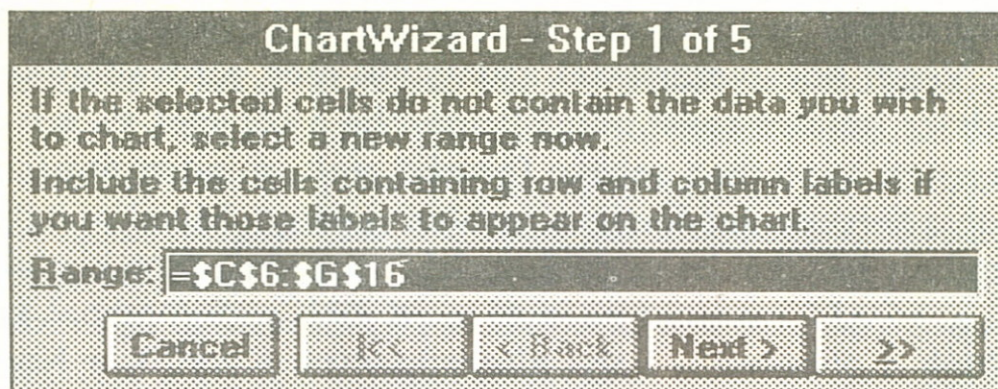 ChartWizard - Step 1 of 5
If the selected cells do not contain the data you wish
to chart, select a new range now.
Include the cells containing row and column labels if
you want those labels to appear on the chart.
Range: =$C$6:$G$16
Cancel |<< < Back Next > >>